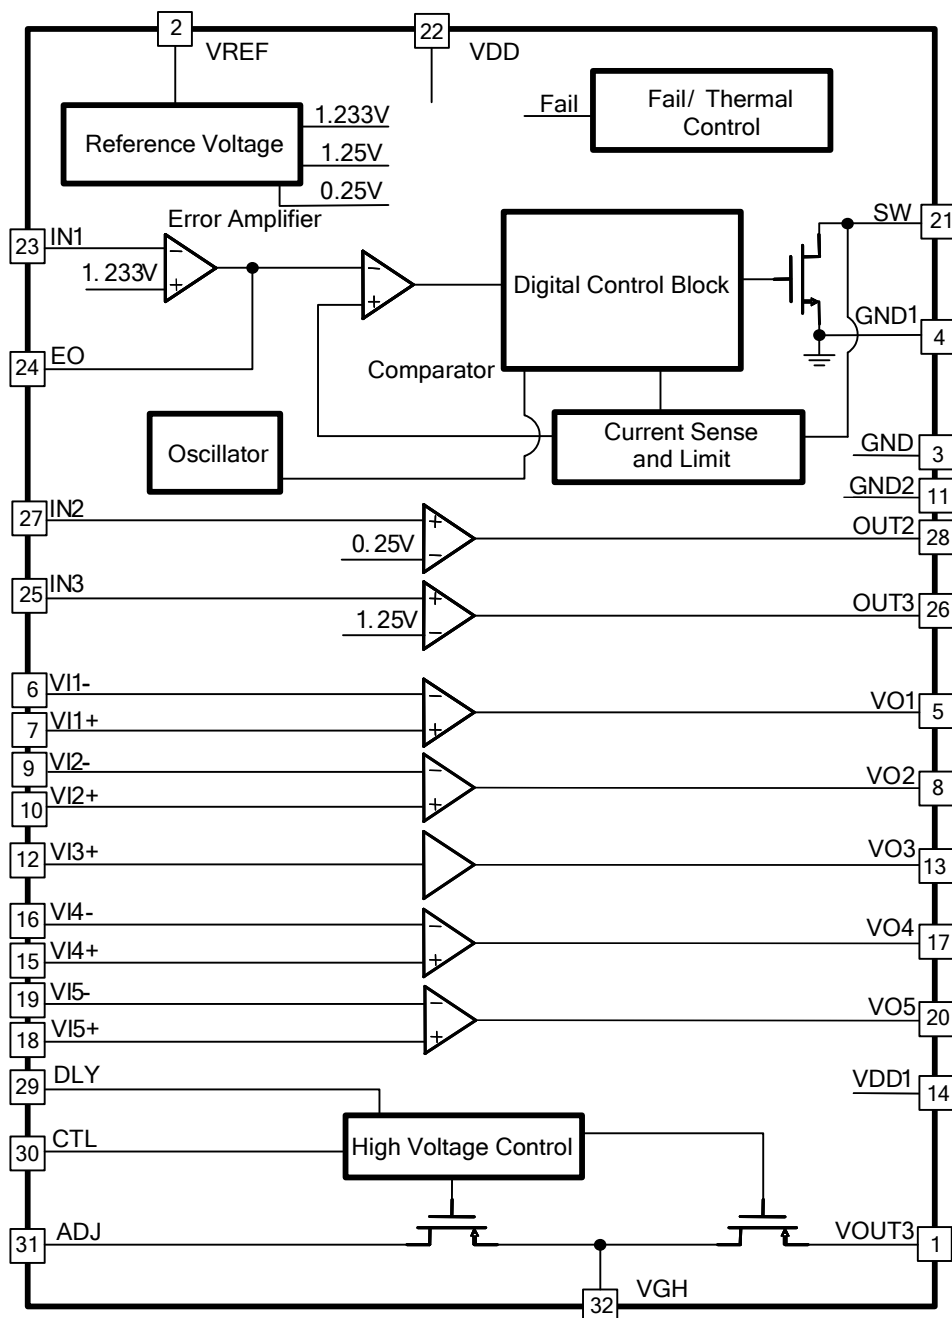 2
VREF
22
VDD
Reference Voltage
1.233V
1.25V
0.25V
Fail
Fail/ Thermal
Control
Error Amplifier
23
IN1
1.233V
−
+
24
EO
−
+
Comparator
Digital Control Block
SW
21
GND1
4
Oscillator
Current Sense
and Limit
GND
3
GND2
11
27
IN2
0.25V
+
−
OUT2
28
25
IN3
1.25V
+
−
OUT3
26
6
VI1-
7
VI1+
−
+
VO1
5
9
VI2-
10
VI2+
−
+
VO2
8
12
VI3+
VO3
13
16
VI4-
15
VI4+
−
+
VO4
17
19
VI5-
18
VI5+
−
+
VO5
20
29
DLY
VDD1
14
30
CTL
High Voltage Control
31
ADJ
VOUT3
1
VGH
32